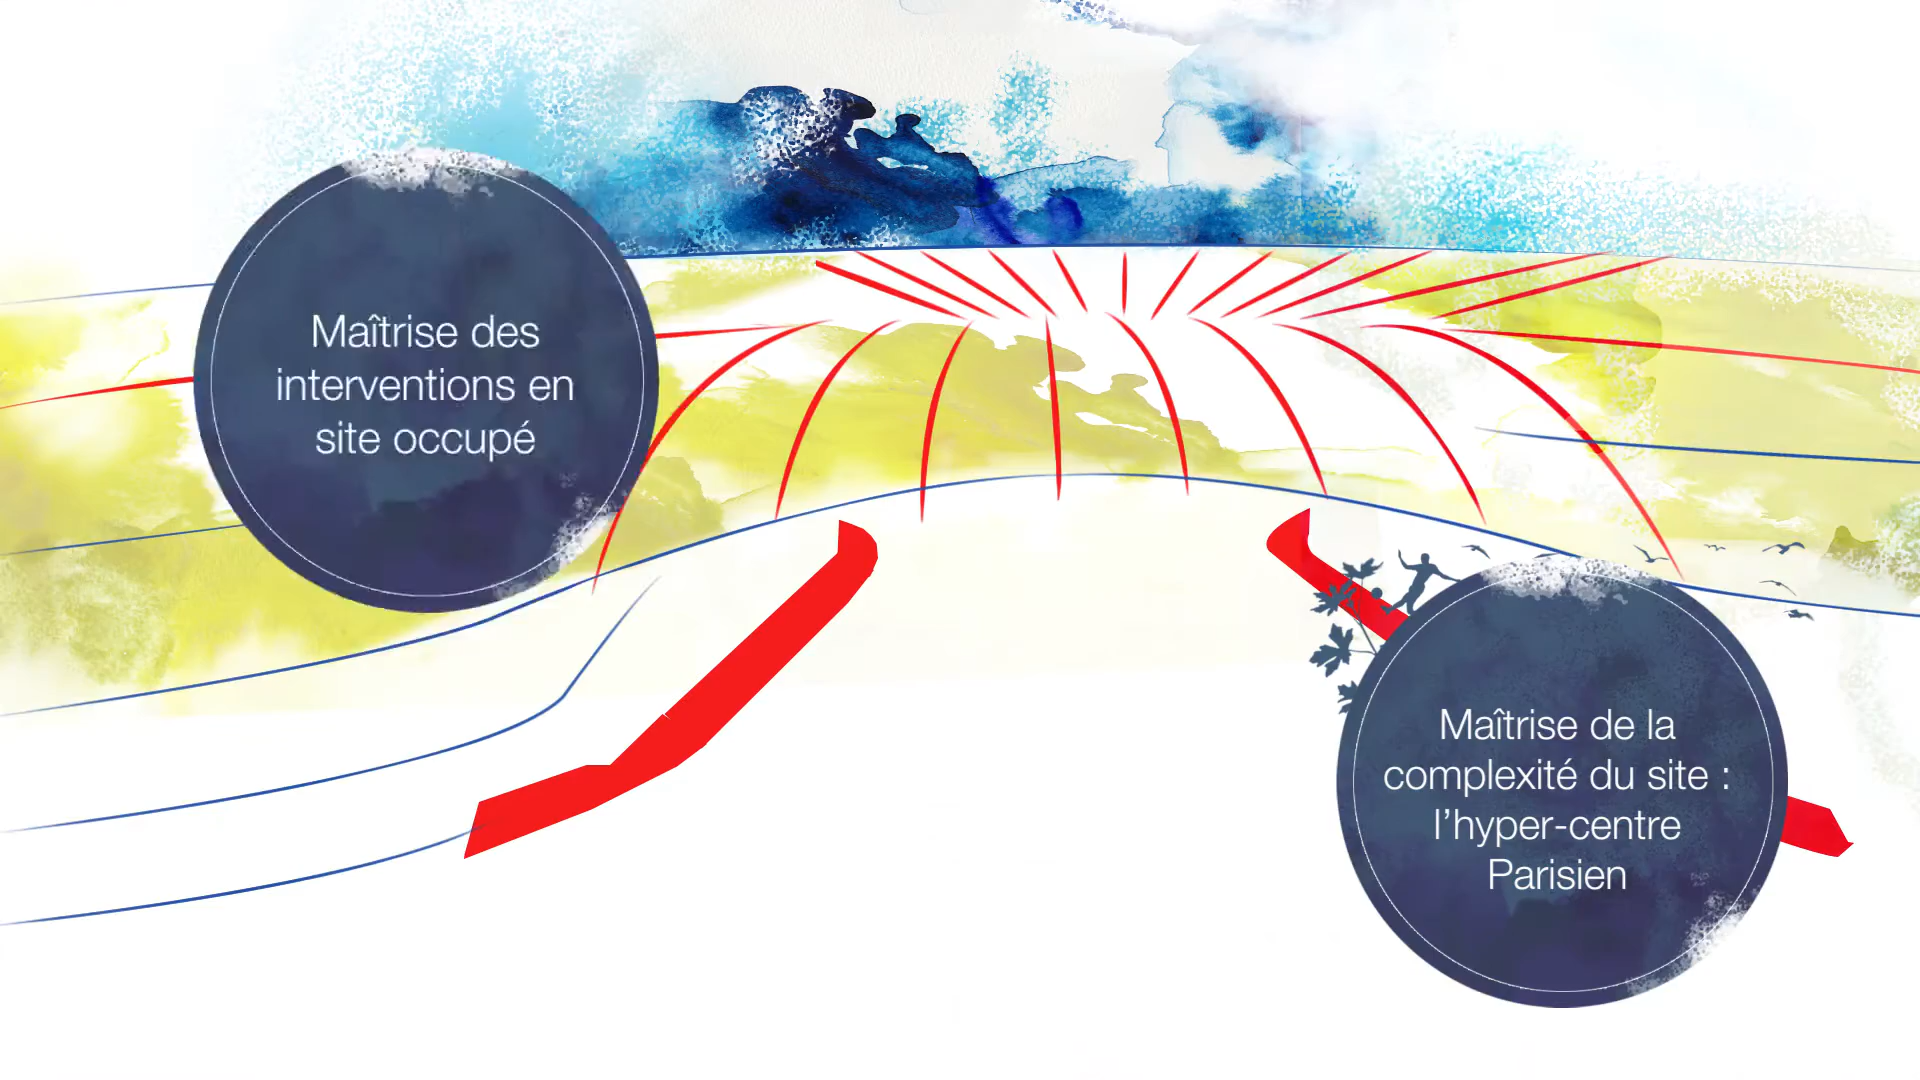 Maîtrise des
interventions en
site occupé
Maîtrise de la
complexité du site :
l’hyper-centre
Parisien